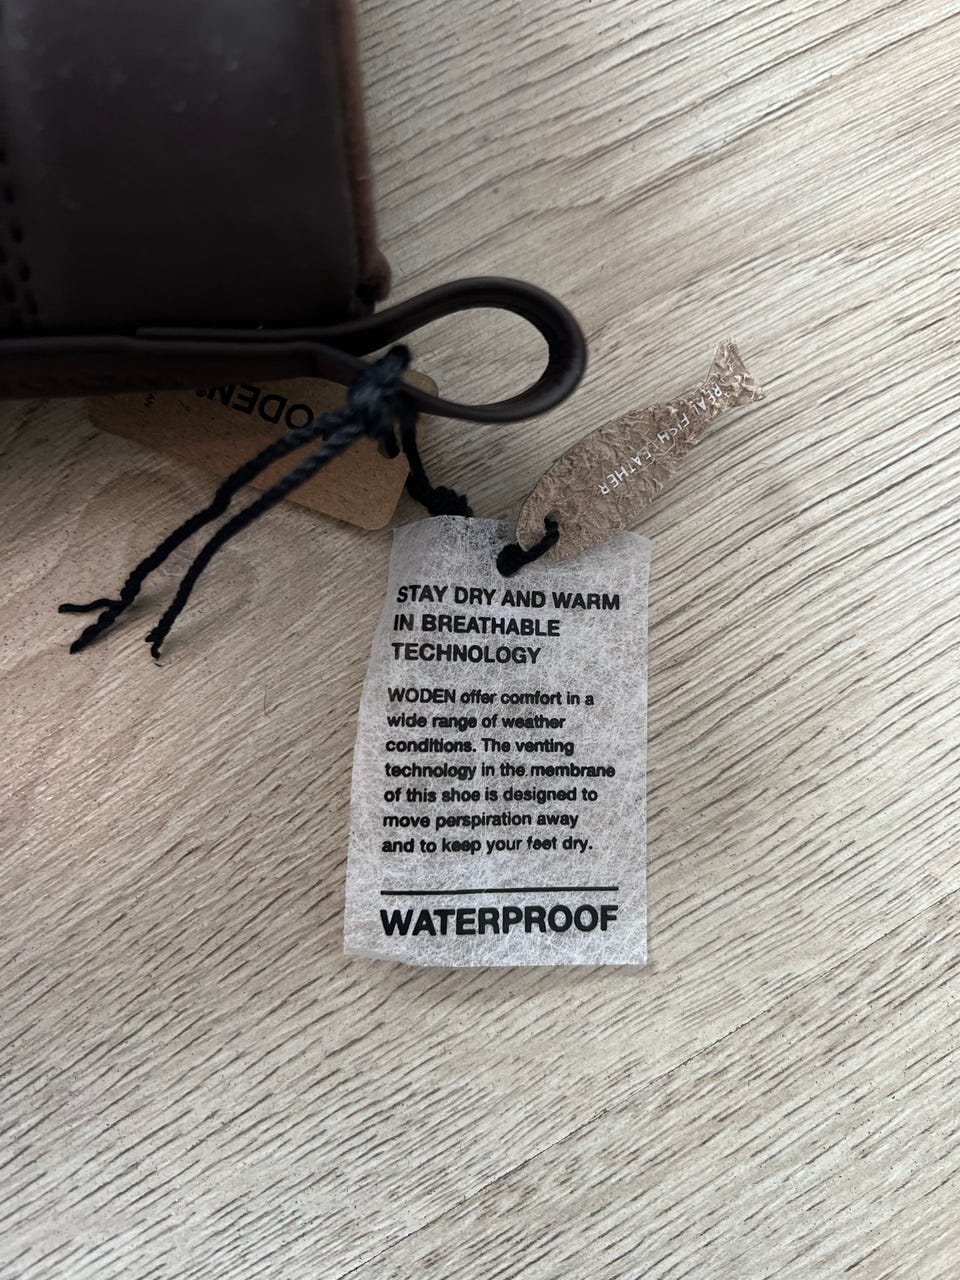 ODEN®
AN
REAL FISH LEATHER
STAY DRY AND WARM
IN BREATHABLE
TECHNOLOGY
WODEN offer comfort in a
wide range of weather
conditions. The venting
technology in the membrane
of this shoe is designed to
move perspiration away
and to keep your feet dry.
WATERPROOF